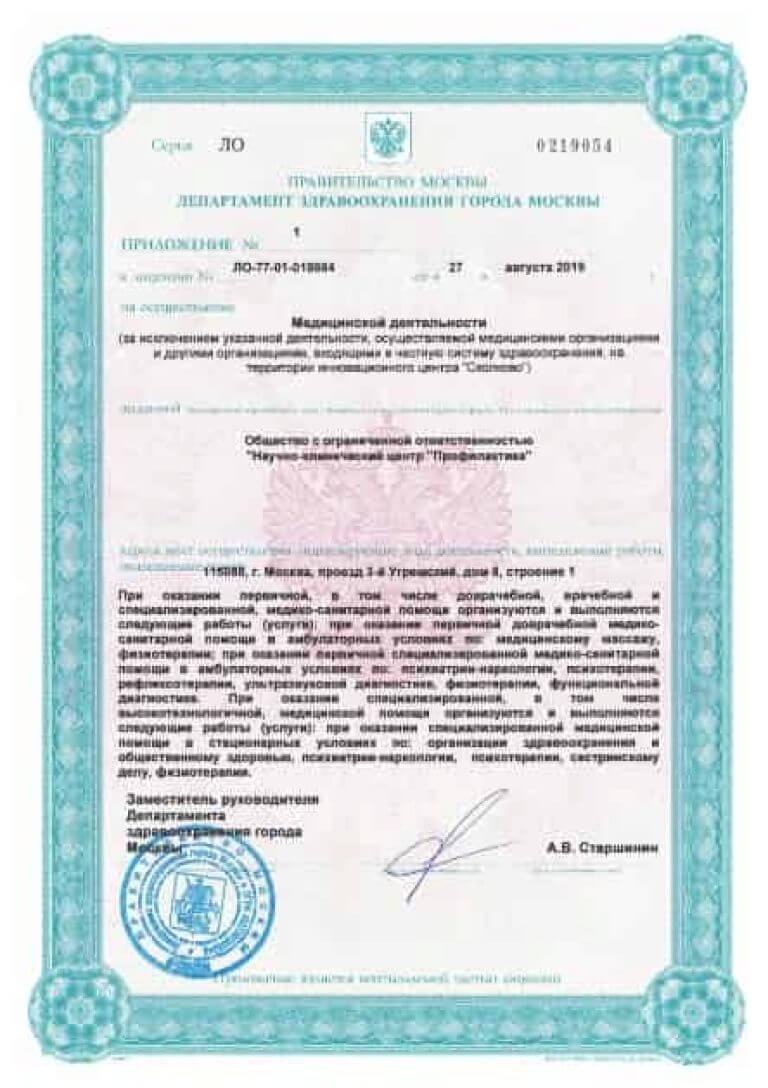 Серия ЛО
0219054
ПРАВИТЕЛЬСТВО МОСКВЫ
ДЕПАРТАМЕНТ ЗДРАВООХРАНЕНИЯ ГОРОДА МОСКВЫ
ПРИЛОЖЕНИЕ № 1
к лицензии № ЛО-77-01-018684 от « 27 » августа 2019
на осуществление
Медицинской деятельности
(за исключением указанной деятельности, осуществляемой медицинскими организациями
и другими организациями, входящими в частную систему здравоохранения, на
территории инновационного центра "Сколково")
выданной
Общество с ограниченной ответственностью
"Научно-клинический центр "Профилактика"
адреса мест осуществления лицензируемого вида деятельности, выполняемые работы,
115088, г. Москва, проезд 3-й Угрешский, дом 8, строение 1
При оказании первичной, в том числе доврачебной, врачебной и
специализированной, медико-санитарной помощи организуются и выполняются
следующие работы (услуги): при оказании первичной доврачебной медико-
санитарной помощи в амбулаторных условиях по: медицинскому массажу,
физиотерапии; при оказании первичной специализированной медико-санитарной
помощи в амбулаторных условиях по: психиатрии-наркологии, психотерапии,
рефлексотерапии, ультразвуковой диагностике, физиотерапии, функциональной
диагностике. При оказании специализированной, в том числе
высокотехнологичной, медицинской помощи организуются и выполняются
следующие работы (услуги): при оказании специализированной медицинской
помощи в стационарных условиях по: организации здравоохранения и
общественному здоровью, психиатрии-наркологии, психотерапии, сестринскому
делу, физиотерапии.
Заместитель руководителя
Департамента
здравоохранения города
Москвы
А.В. Старшинин
Приложение является неотъемлемой частью лицензии